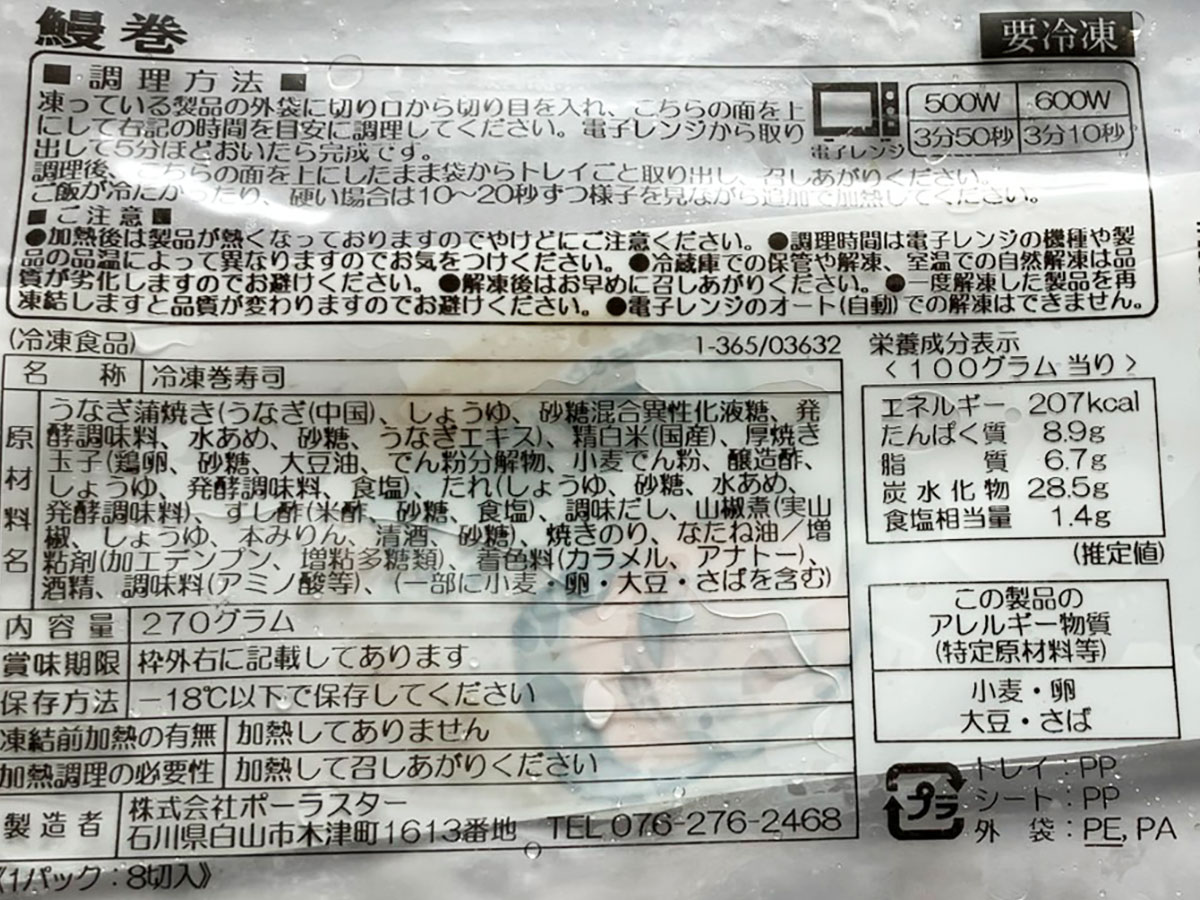 鰻巻
要冷凍
■ 調理方法 ■
凍っている製品の外袋に切り口から切り目を入れ、こちらの面を上
にして右記の時間を目安に調理してください。電子レンジから取り
出して5分ほどおいたら完成です。
調理後、こちらの面を上にしたまま袋からトレイごと取り出し、召しあがりください。
ご飯が冷たかったり、硬い場合は10〜20秒ずつ様子を見ながら追加で加熱してください。
電子レンジ
500W 600W
3分50秒 3分10秒
■ご注意■
●加熱後は製品が熱くなっておりますのでやけどにご注意ください。●調理時間は電子レンジの機種や製
品の品温によって異なりますのでお気をつけください。●冷蔵庫での保管や解凍、室温での自然解凍は品
質が劣化しますのでお避けください。●解凍後はお早めに召しあがりください。●一度解凍した製品を再
凍結しますと品質が変わりますのでお避けください。●電子レンジのオート(自動)での解凍はできません。
(冷凍食品)
1-365/03632
名称 冷凍巻寿司
原材料名
うなぎ蒲焼き(うなぎ(中国)、しょうゆ、砂糖混合異性化液糖、発
酵調味料、水あめ、砂糖、うなぎエキス)、精白米(国産)、厚焼き
玉子(鶏卵、砂糖、大豆油、でん粉分解物、小麦でん粉、醸造酢、
しょうゆ、発酵調味料、食塩)、たれ(しょうゆ、砂糖、水あめ、
発酵調味料)、すし酢(米酢、砂糖、食塩)、調味だし、山椒煮(実山
椒、しょうゆ、本みりん、清酒、砂糖)、焼きのり、なたね油/増
粘剤(加工デンプン、増粘多糖類)、着色料(カラメル、アナトー)、
酒精、調味料(アミノ酸等)、(一部に小麦・卵・大豆・さばを含む)
内容量 270グラム
賞味期限 枠外右に記載してあります
保存方法 −18℃以下で保存してください
凍結前加熱の有無 加熱してありません
加熱調理の必要性 加熱して召しあがりください
製造者
株式会社ポーラスター
石川県白山市木津町1613番地 TEL 076-276-2468
《1パック:8切入》
栄養成分表示
<100グラム 当り>
エネルギー 207kcal
たんぱく質 8.9g
脂質 6.7g
炭水化物 28.5g
食塩相当量 1.4g
(推定値)
この製品の
アレルギー物質
(特定原材料等)
小麦・卵
大豆・さば
プラ
トレイ:PP
シート:PP
外袋:PE, PA